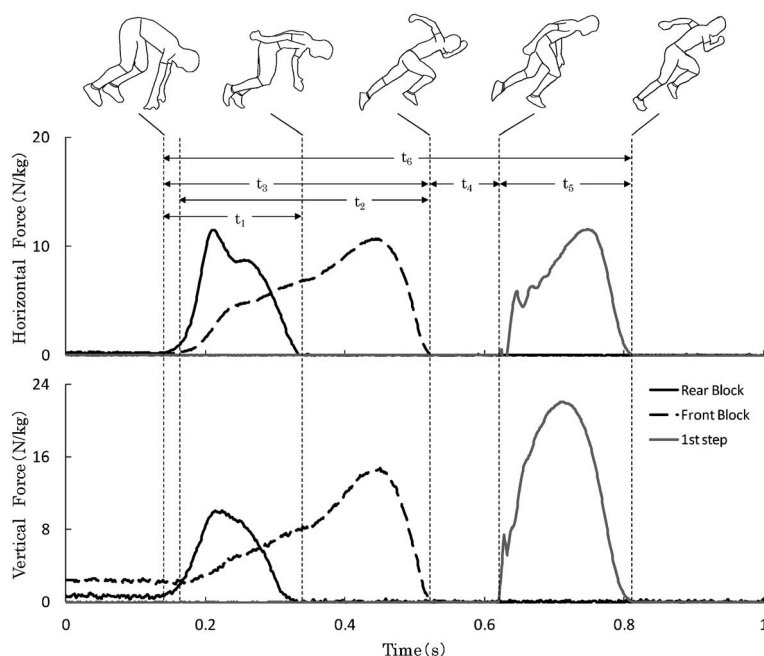 20
t₆
t₃
t₄
t₅
t₂
t₁
10
0
Horizontal Force(N/kg)
24
Rear Block
Front Block
1st step
16
8
0
Vertical Force(N/kg)
0
0.2
0.4
0.6
0.8
1
Time(s)